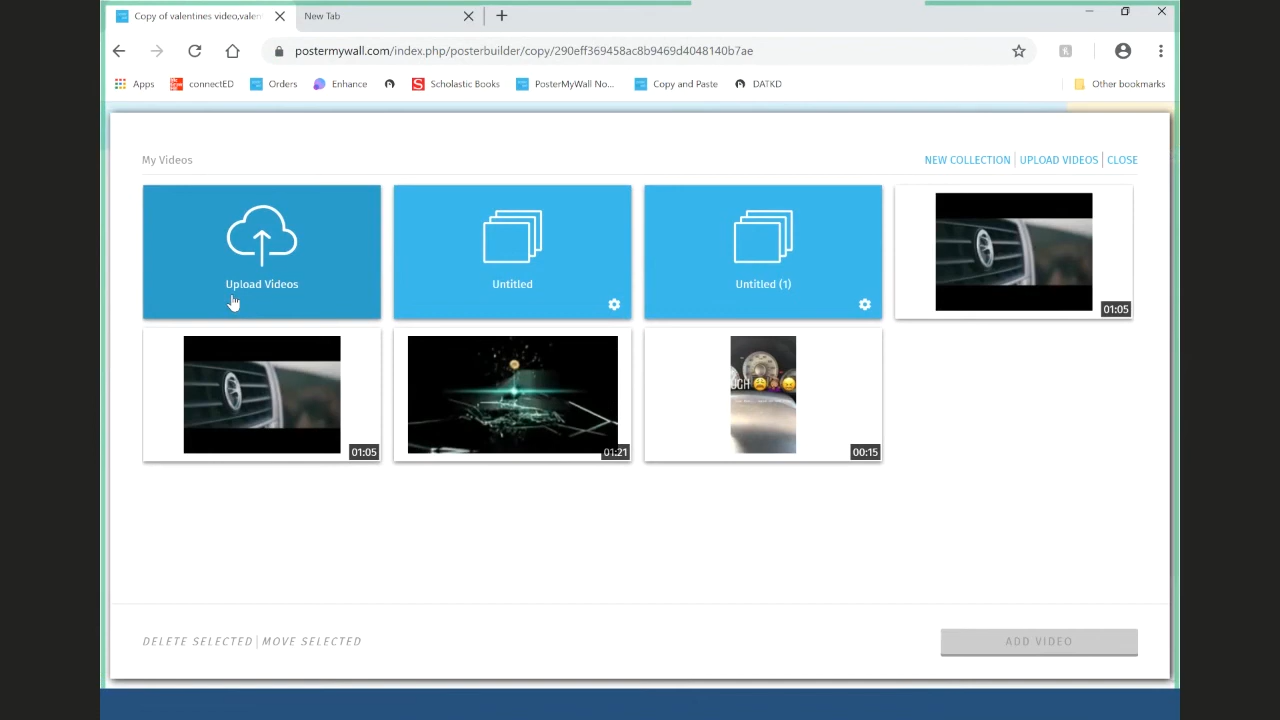 Copy of valentines video,valen
New Tab
postermywall.com/index.php/posterbuilder/copy/290eff369458ac8b9469d4048140b7ae
Apps connectED Orders Enhance Scholastic Books PosterMyWall No... Copy and Paste DATKD Other bookmarks
My Videos
NEW COLLECTION UPLOAD VIDEOS CLOSE
Upload Videos
Untitled
Untitled (1)
01:05
01:05
01:21
00:15
DELETE SELECTED MOVE SELECTED
ADD VIDEO